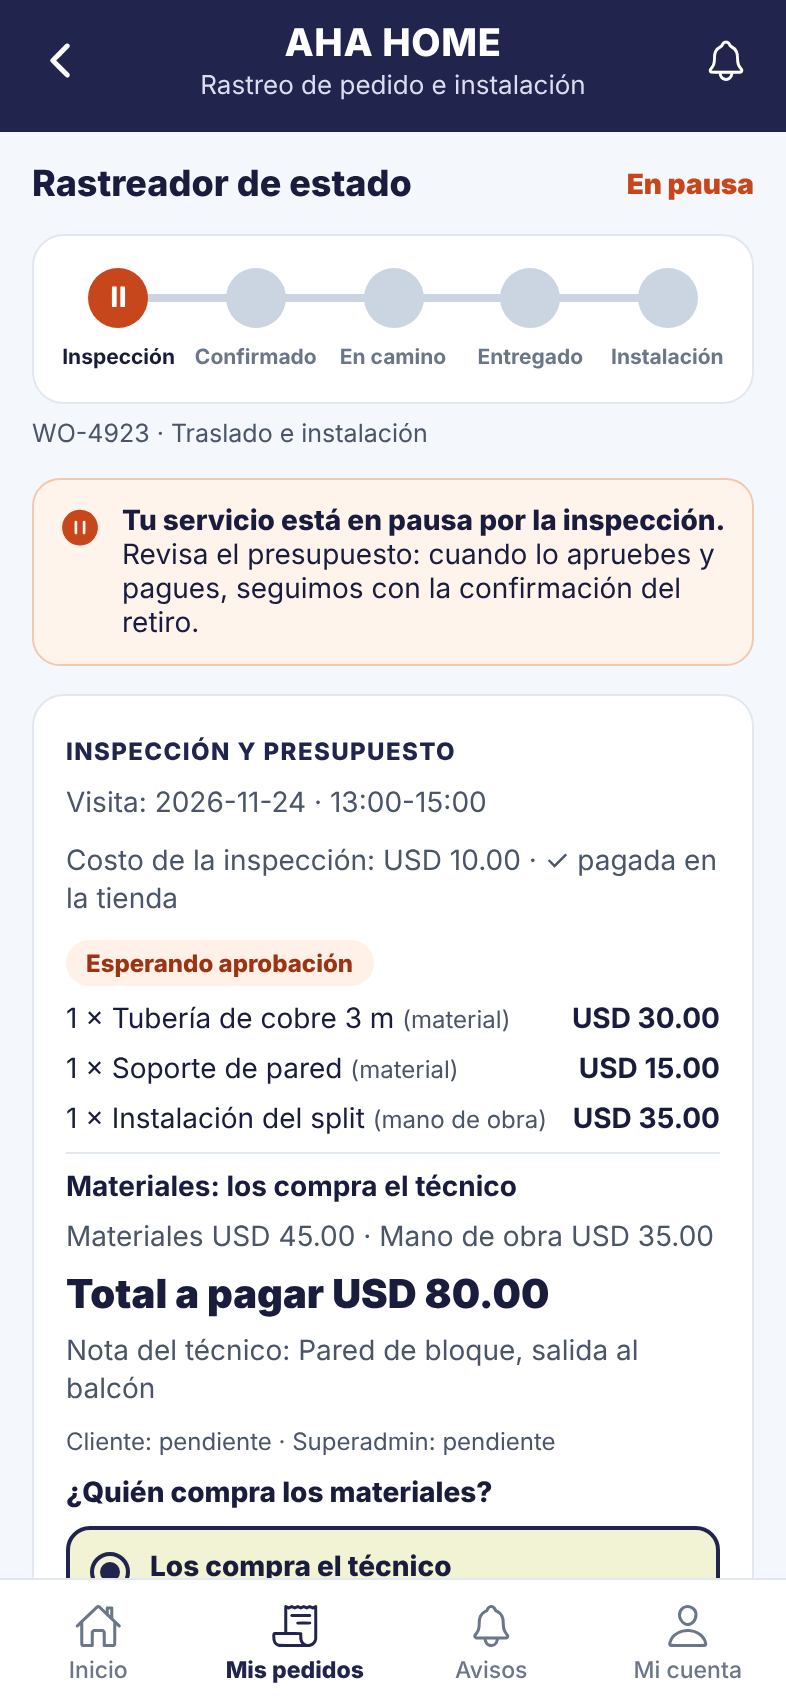 AHA HOME
Rastreo de pedido e instalación
Rastreador de estado
En pausa
Inspección
Confirmado
En camino
Entregado
Instalación
WO-4923 · Traslado e instalación
Tu servicio está en pausa por la inspección.
Revisa el presupuesto: cuando lo apruebes y
pagues, seguimos con la confirmación del
retiro.
INSPECCIÓN Y PRESUPUESTO
Visita: 2026-11-24 · 13:00-15:00
Costo de la inspección: USD 10.00 · ✓ pagada en
la tienda
Esperando aprobación
1 × Tubería de cobre 3 m (material) USD 30.00
1 × Soporte de pared (material) USD 15.00
1 × Instalación del split (mano de obra) USD 35.00
Materiales: los compra el técnico
Materiales USD 45.00 · Mano de obra USD 35.00
Total a pagar USD 80.00
Nota del técnico: Pared de bloque, salida al
balcón
Cliente: pendiente · Superadmin: pendiente
¿Quién compra los materiales?
Los compra el técnico
Inicio
Mis pedidos
Avisos
Mi cuenta